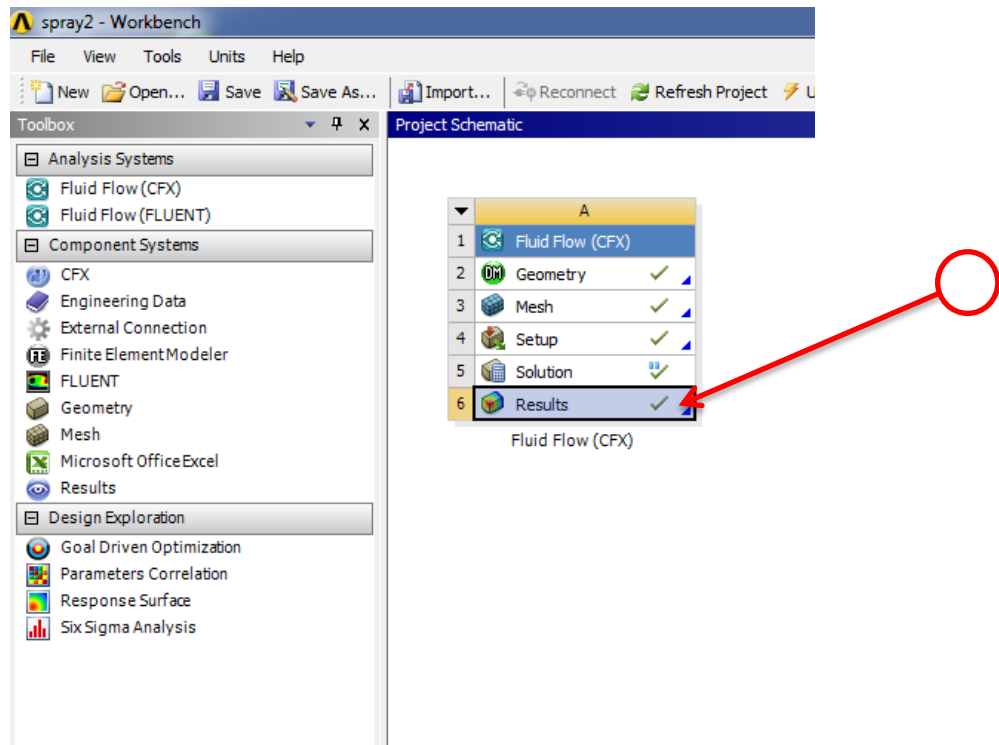 spray2 - Workbench
File View Tools Units Help
New Open... Save Save As... Import... Reconnect Refresh Project U
Toolbox
Project Schematic
Analysis Systems
Fluid Flow (CFX)
Fluid Flow (FLUENT)
Component Systems
CFX
Engineering Data
External Connection
Finite Element Modeler
FLUENT
Geometry
Mesh
Microsoft Office Excel
Results
Design Exploration
Goal Driven Optimization
Parameters Correlation
Response Surface
Six Sigma Analysis
A
1 Fluid Flow (CFX)
2 DM Geometry
3 Mesh
4 Setup
5 Solution
6 Results
Fluid Flow (CFX)